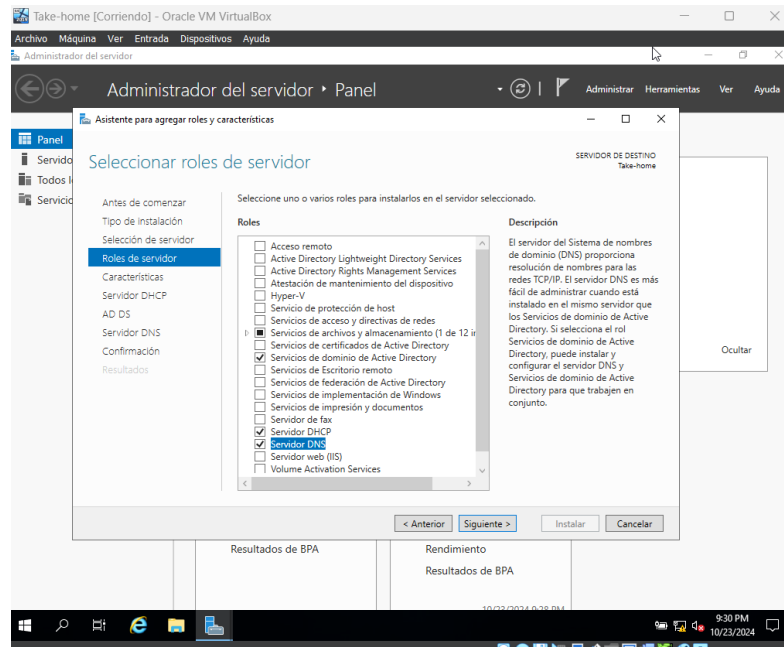 Take-home [Corriendo] - Oracle VM VirtualBox
Archivo Máquina Ver Entrada Dispositivos Ayuda
Administrador del servidor
Administrador del servidor • Panel
Administrar Herramientas Ver Ayuda
Panel
Servido
Todos l
Servicio
Asistente para agregar roles y características
Seleccionar roles de servidor
SERVIDOR DE DESTINO
Take-home
Antes de comenzar
Tipo de instalación
Selección de servidor
Roles de servidor
Características
Servidor DHCP
AD DS
Servidor DNS
Confirmación
Resultados
Seleccione uno o varios roles para instalarlos en el servidor seleccionado.
Roles
Acceso remoto
Active Directory Lightweight Directory Services
Active Directory Rights Management Services
Atestación de mantenimiento del dispositivo
Hyper-V
Servicio de protección de host
Servicios de acceso y directivas de redes
Servicios de archivos y almacenamiento (1 de 12 in
Servicios de certificados de Active Directory
Servicios de dominio de Active Directory
Servicios de Escritorio remoto
Servicios de federación de Active Directory
Servicios de implementación de Windows
Servicios de impresión y documentos
Servidor de fax
Servidor DHCP
Servidor DNS
Servidor web (IIS)
Volume Activation Services
Descripción
El servidor del Sistema de nombres
de dominio (DNS) proporciona
resolución de nombres para las
redes TCP/IP. El servidor DNS es más
fácil de administrar cuando está
instalado en el mismo servidor que
los Servicios de dominio de Active
Directory. Si selecciona el rol
Servicios de dominio de Active
Directory, puede instalar y
configurar el servidor DNS y
Servicios de dominio de Active
Directory para que trabajen en
conjunto.
Ocultar
< Anterior
Siguiente >
Instalar
Cancelar
Resultados de BPA
Rendimiento
Resultados de BPA
10/23/2024 9:28 PM
9:30 PM
10/23/2024